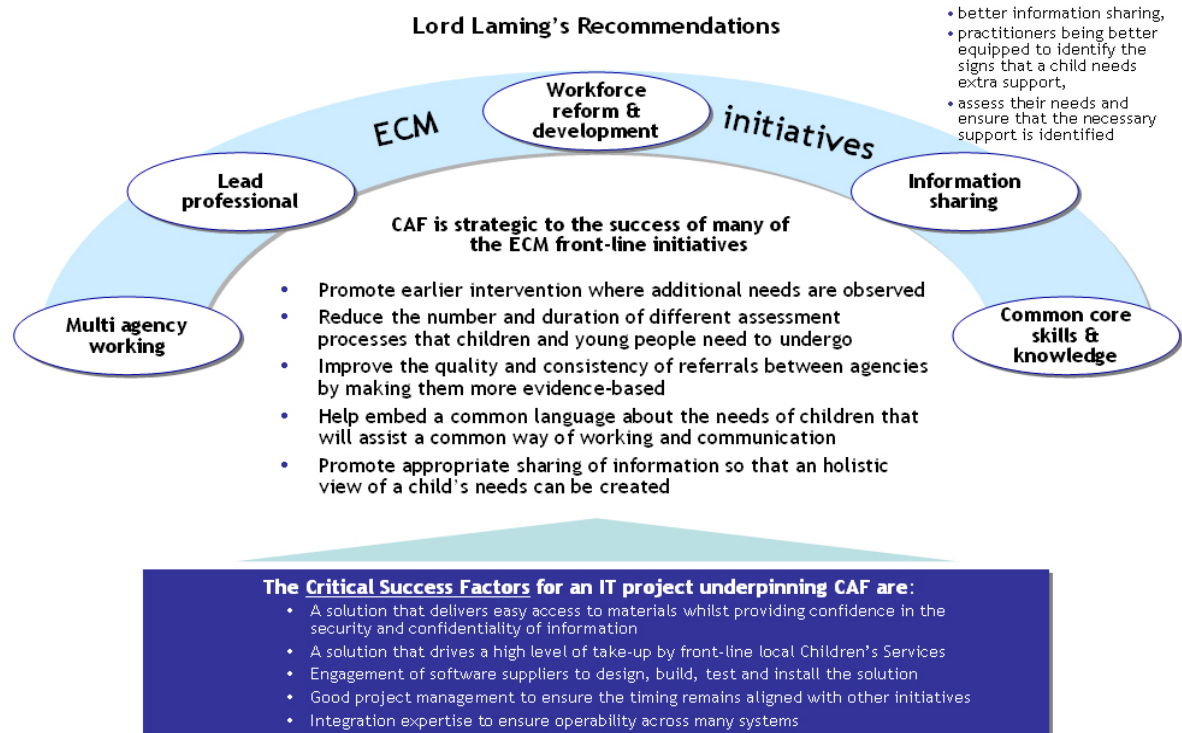 Lord Laming's Recommendations
• better information sharing,
• practitioners being better
equipped to identify the
signs that a child needs
extra support,
• assess their needs and
ensure that the necessary
support is identified
ECM
Workforce
reform &
development
initiatives
Lead
professional
Information
sharing
Multi agency
working
Common core
skills &
knowledge
CAF is strategic to the success of many of
the ECM front-line initiatives
• Promote earlier intervention where additional needs are observed
• Reduce the number and duration of different assessment
processes that children and young people need to undergo
• Improve the quality and consistency of referrals between agencies
by making them more evidence-based
• Help embed a common language about the needs of children that
will assist a common way of working and communication
• Promote appropriate sharing of information so that an holistic
view of a child's needs can be created
The Critical Success Factors for an IT project underpinning CAF are:
• A solution that delivers easy access to materials whilst providing confidence in the
security and confidentiality of information
• A solution that drives a high level of take-up by front-line local Children's Services
• Engagement of software suppliers to design, build, test and install the solution
• Good project management to ensure the timing remains aligned with other initiatives
• Integration expertise to ensure operability across many systems